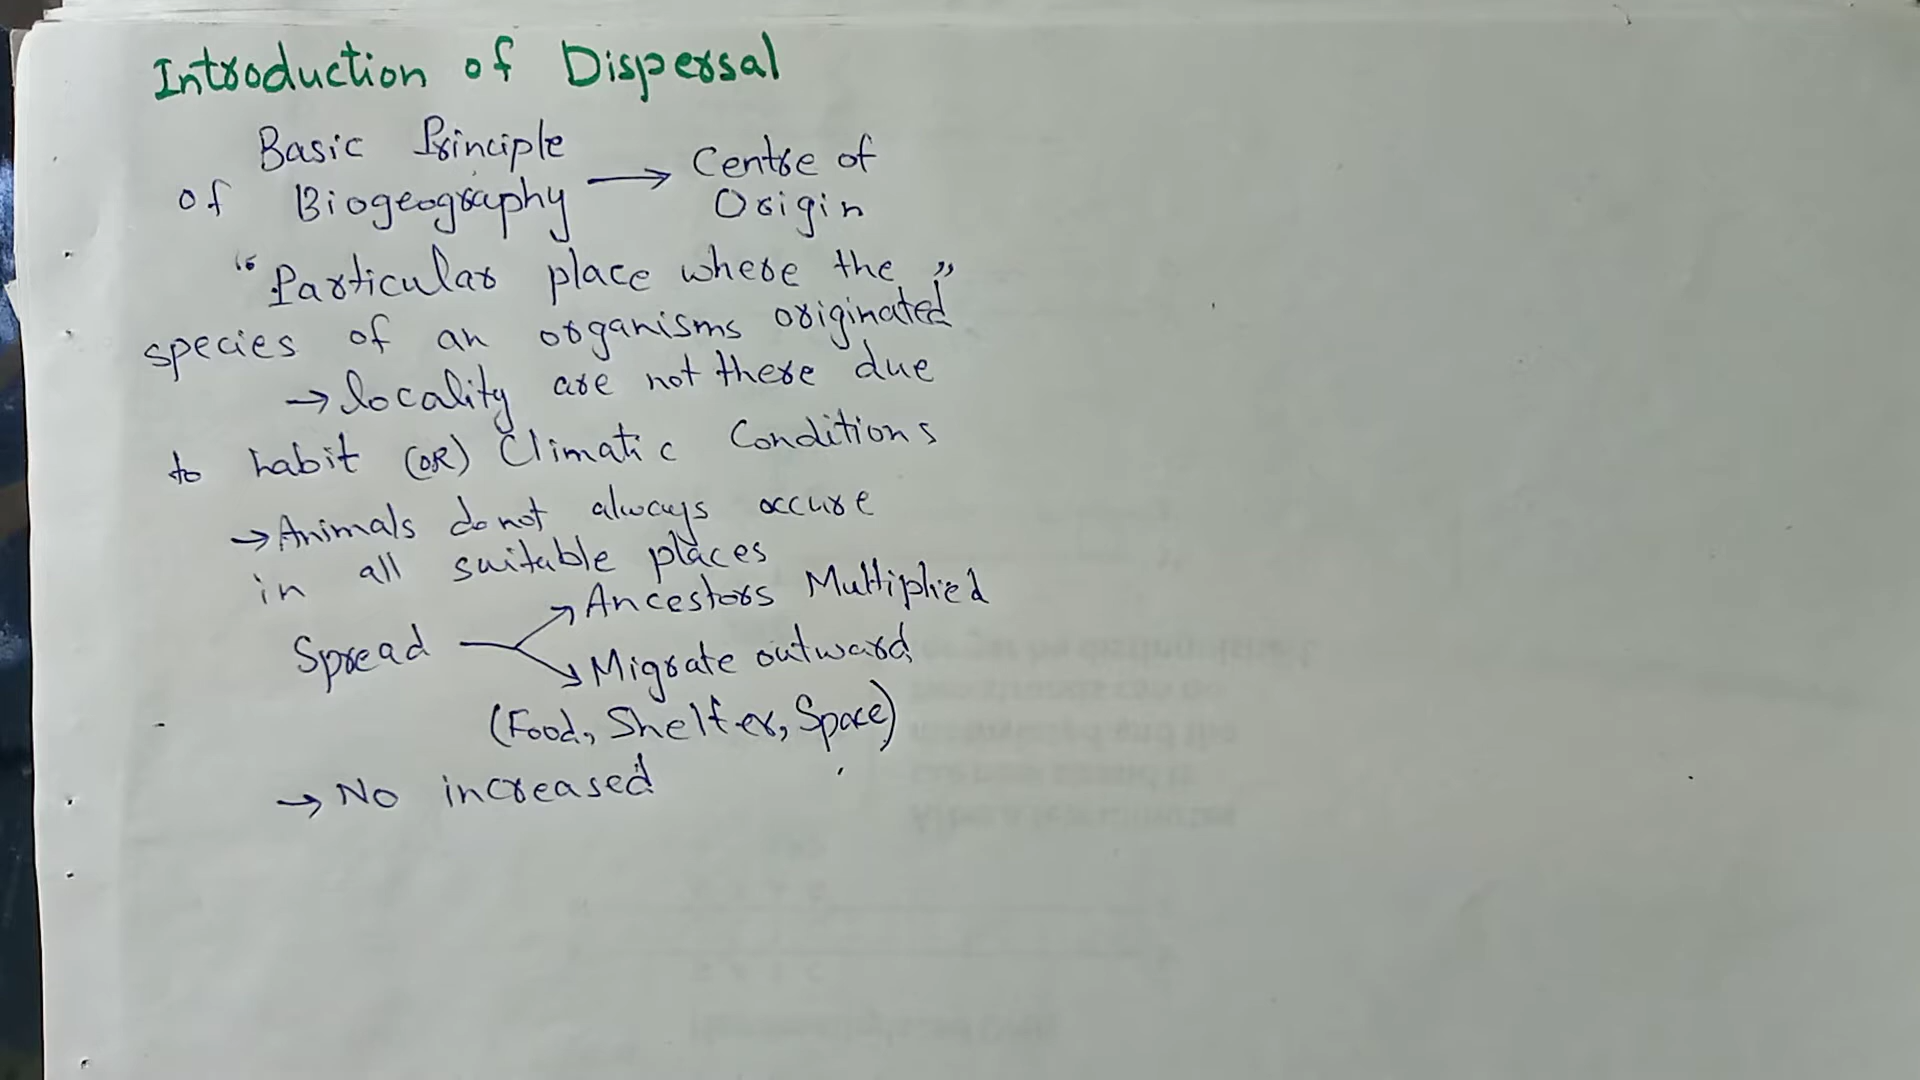 Introduction of Dispersal
Basic Principle
of Biogeography → Centre of
Origin
"Particular place where the"
species of an organisms originated
→ locality are not there due
to habit (OR) Climatic Conditions
→ Animals do not always occure
in all suitable places
Spread → Ancestors Multiplied
→ Migrate outward
(Food, Shelter, Space)
→ No increased